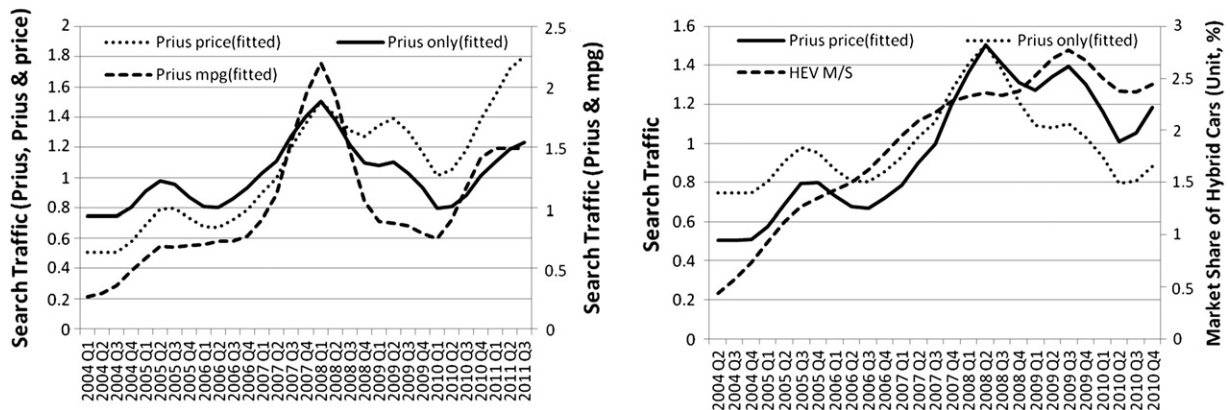 Search Traffic (Prius, Prius & price)
2
1.8
1.6
1.4
1.2
1
0.8
0.6
0.4
0.2
0
Prius price(fitted)
Prius only(fitted)
Prius mpg(fitted)
2.5
2
1.5
1
0.5
0
Search Traffic (Prius & mpg)
2004 Q1
2004 Q2
2004 Q3
2004 Q4
2005 Q1
2005 Q2
2005 Q3
2005 Q4
2006 Q1
2006 Q2
2006 Q3
2006 Q4
2007 Q1
2007 Q2
2007 Q3
2007 Q4
2008 Q1
2008 Q2
2008 Q3
2008 Q4
2009 Q1
2009 Q2
2009 Q3
2009 Q4
2010 Q1
2010 Q2
2010 Q3
2010 Q4
2011 Q1
2011 Q2
2011 Q3
Search Traffic
1.6
1.4
1.2
1
0.8
0.6
0.4
0.2
0
Prius price(fitted)
Prius only(fitted)
HEV M/S
3
2.5
2
1.5
1
0.5
0
Market Share of Hybrid Cars (Unit, %)
2004 Q2
2004 Q3
2004 Q4
2005 Q1
2005 Q2
2005 Q3
2005 Q4
2006 Q1
2006 Q2
2006 Q3
2006 Q4
2007 Q1
2007 Q2
2007 Q3
2007 Q4
2008 Q1
2008 Q2
2008 Q3
2008 Q4
2009 Q1
2009 Q2
2009 Q3
2009 Q4
2010 Q1
2010 Q2
2010 Q3
2010 Q4